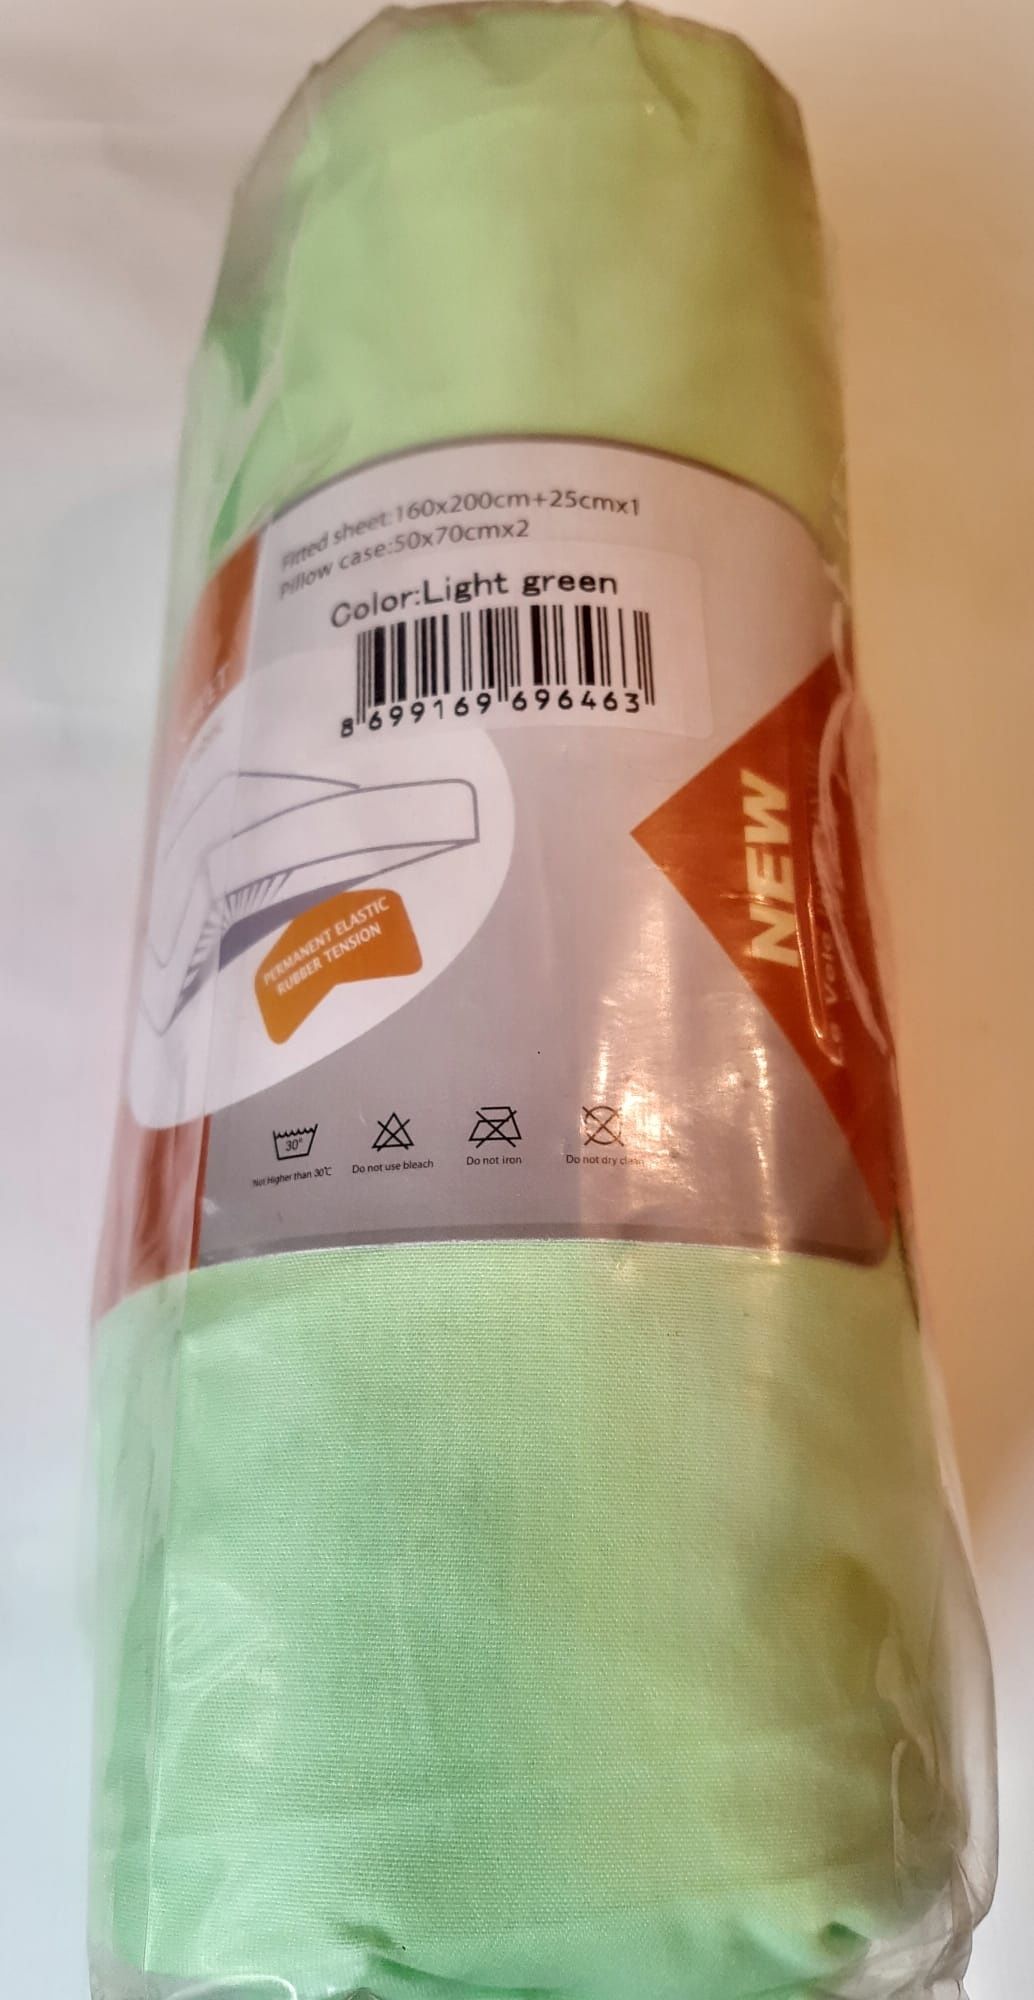 Fitted sheet:160x200cm+25cmx1
Pillow case:50x70cmx2
Color:Light green
8 699169 696463
PERMANENT ELASTIC
RUBBER TENSION
NEW
30°
Not Higher than 30℃
Do not use bleach
Do not iron
Do not dry clean